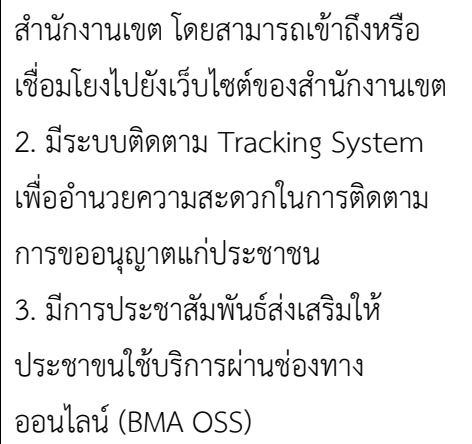 สำนักงานเขต โดยสามารถเข้าถึงหรือ
เชื่อมโยงไปยังเว็บไซต์ของสำนักงานเขต
2. มีระบบติดตาม Tracking System
เพื่ออำนวยความสะดวกในการติดตาม
การขออนุญาตแก่ประชาชน
3. มีการประชาสัมพันธ์ส่งเสริมให้
ประชาขนใช้บริการผ่านช่องทาง
ออนไลน์ (BMA OSS)